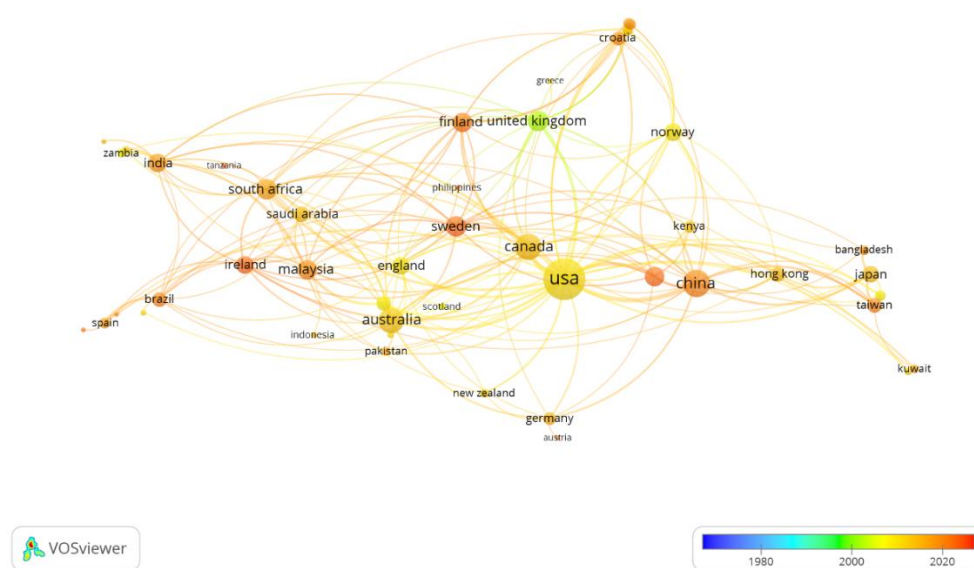 croatia
greece
finland
united kingdom
norway
zambia
india
tanzania
south africa
philippines
saudi arabia
sweden
kenya
canada
bangladesh
ireland
malaysia
england
usa
china
hong kong
japan
brazil
scotland
taiwan
spain
australia
indonesia
pakistan
kuwait
new zealand
germany
austria
VOSviewer
1980 2000 2020